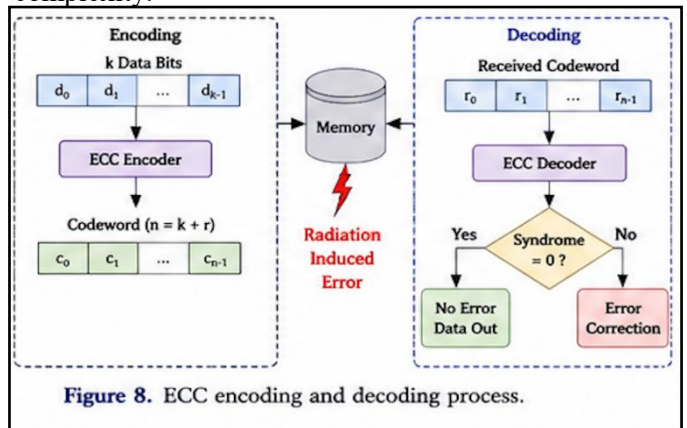 Encoding
k Data Bits
d₀ d₁ ... dₖ₋₁
ECC Encoder
Codeword (n = k + r)
c₀ c₁ ... cₙ₋₁
Memory
Radiation
Induced
Error
Decoding
Received Codeword
r₀ r₁ ... rₙ₋₁
ECC Decoder
Syndrome
= 0 ?
Yes
No
No Error
Data Out
Error
Correction
Figure 8. ECC encoding and decoding process.